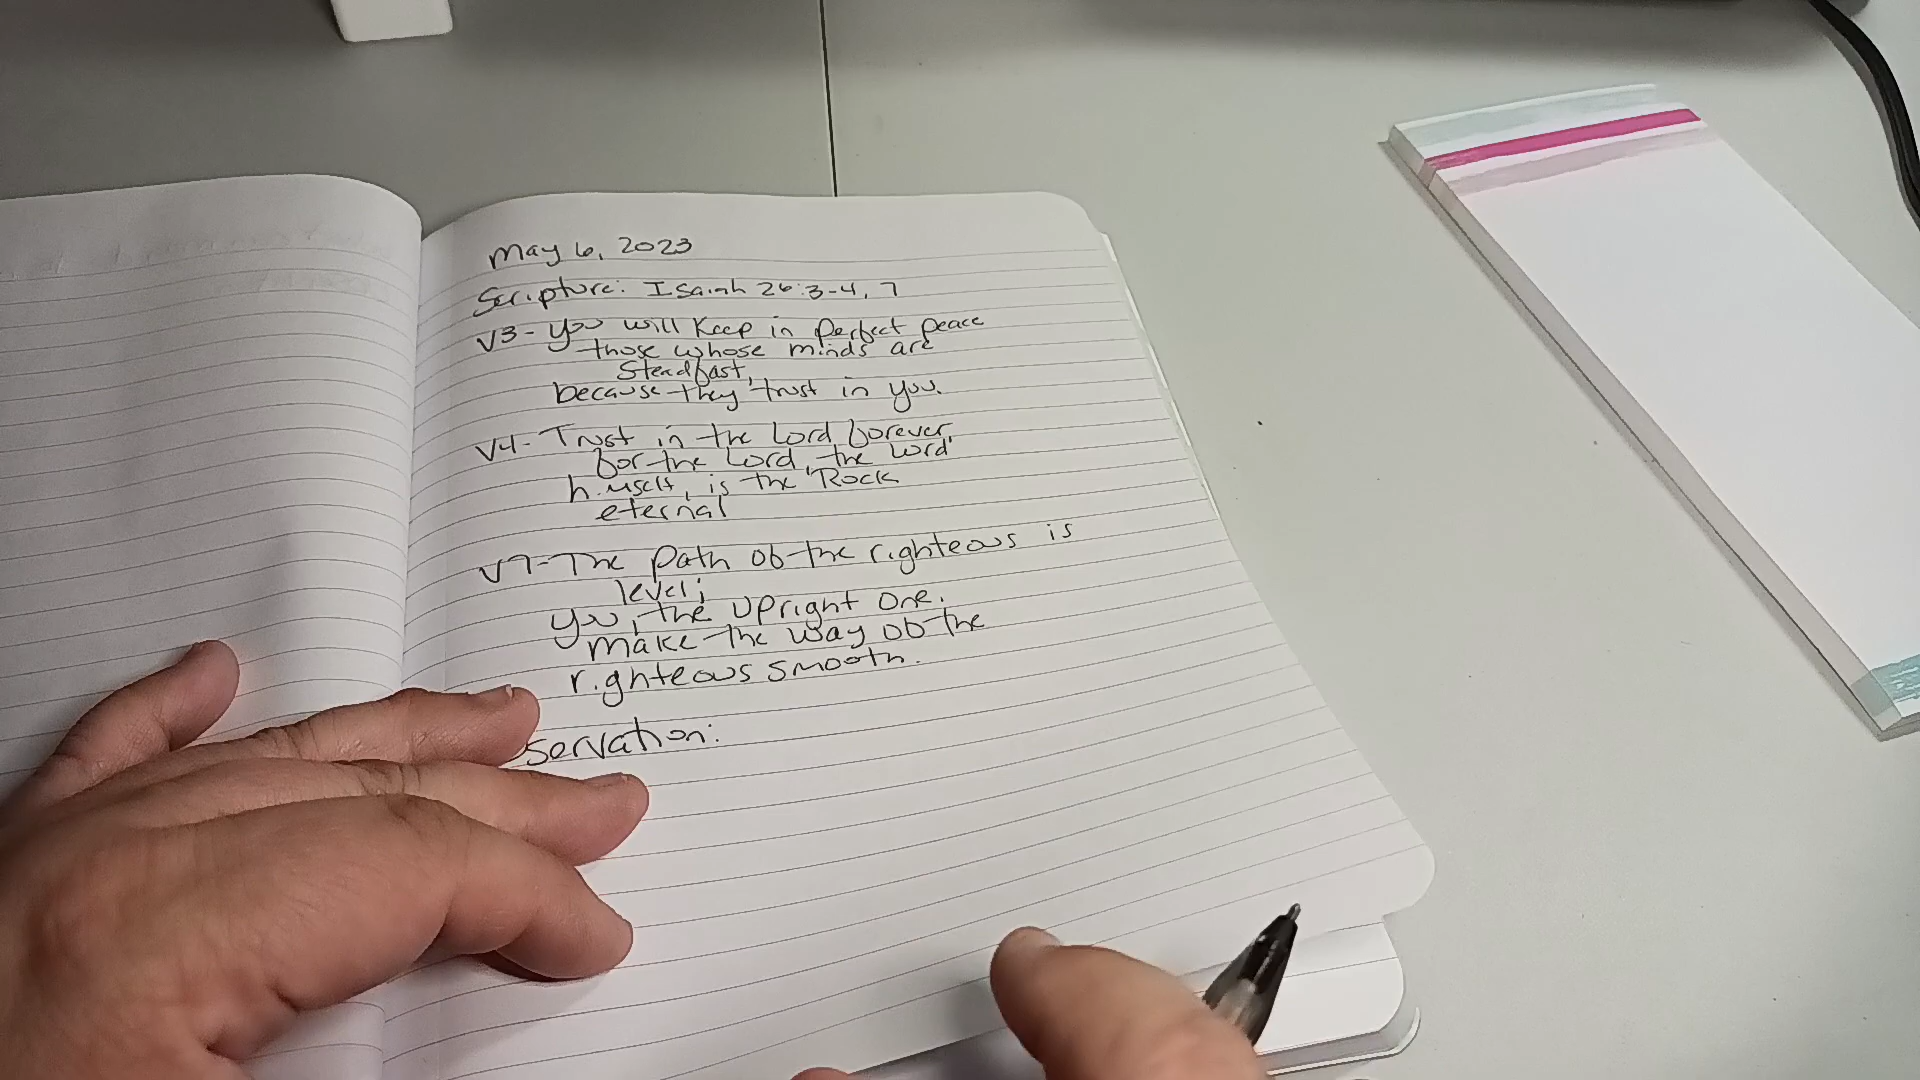 May 6, 2023
Scripture: Isaiah 26:3-4, 7
V3- You will keep in perfect peace
those whose minds are
steadfast,
because they trust in you.
V4- Trust in the Lord forever,
for the Lord, the Lord
himself, is the Rock
eternal
V7- The path of the righteous is
level;
you, the Upright One,
make the way of the
righteous smooth.
servation: